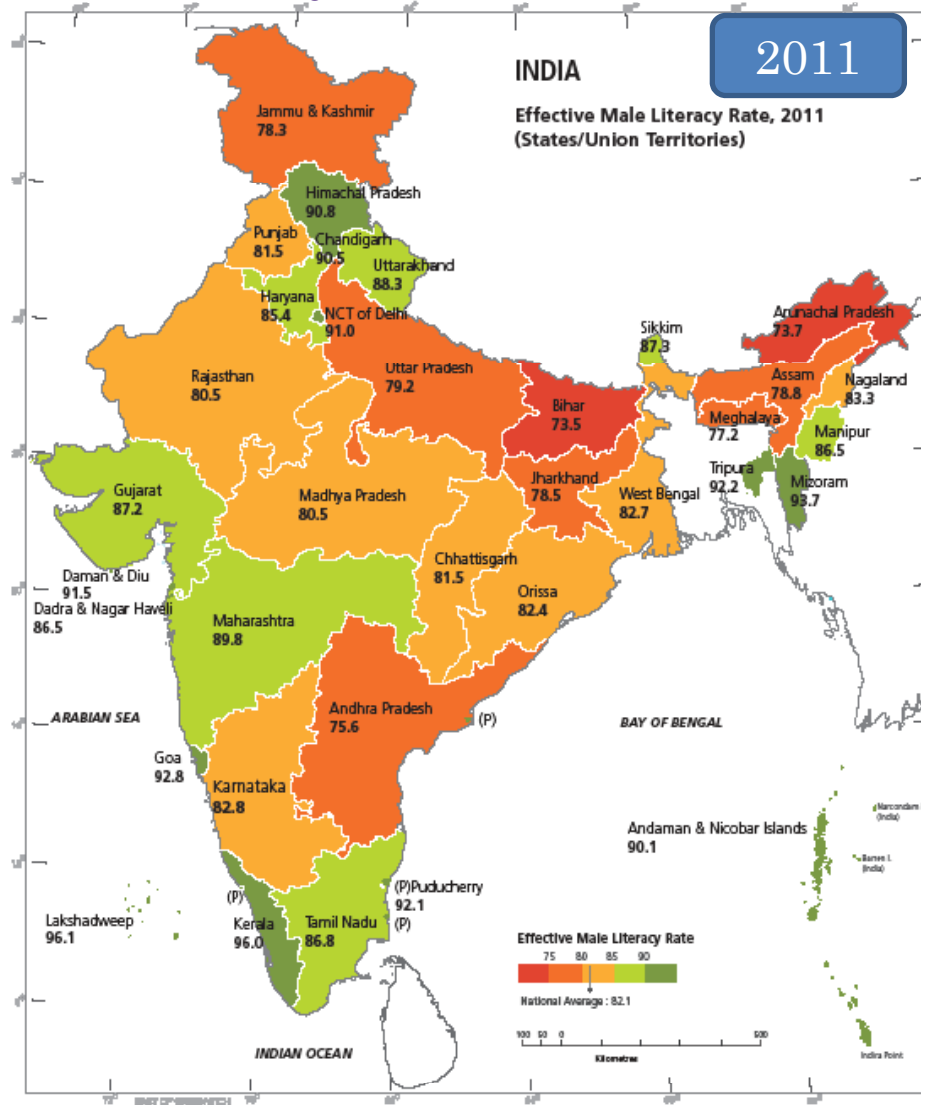 2011
INDIA
Effective Male Literacy Rate, 2011
(States/Union Territories)
Jammu & Kashmir
78.3
Himachal Pradesh
90.8
Punjab
81.5
Chandigarh
90.5
Uttarakhand
88.3
Haryana
85.4
NCT of Delhi
91.0
Arunachal Pradesh
73.7
Sikkim
87.3
Rajasthan
80.5
Uttar Pradesh
79.2
Assam
78.8
Nagaland
83.3
Bihar
73.5
Meghalaya
77.2
Manipur
86.5
Tripura
92.2
Mizoram
93.7
Gujarat
87.2
Madhya Pradesh
80.5
Jharkhand
78.5
West Bengal
82.7
Chhattisgarh
81.5
Daman & Diu
91.5
Dadra & Nagar Haveli
86.5
Orissa
82.4
Maharashtra
89.8
Andhra Pradesh
75.6
(P)
ARABIAN SEA
BAY OF BENGAL
Goa
92.8
Karnataka
82.8
Narcondam
(India)
Andaman & Nicobar Islands
90.1
Barren I.
(India)
(P)
(P)Puducherry
92.1
(P)
Lakshadweep
96.1
Kerala
96.0
Tamil Nadu
86.8
Effective Male Literacy Rate
75 80 85 90
National Average : 82.1
100 50 0 500
Kilometres
INDIAN OCEAN
Indira Point